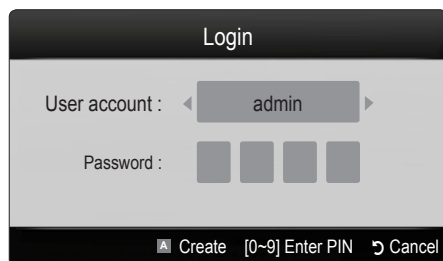 Login
User account : admin
Password :
A Create [0~9] Enter PIN Cancel